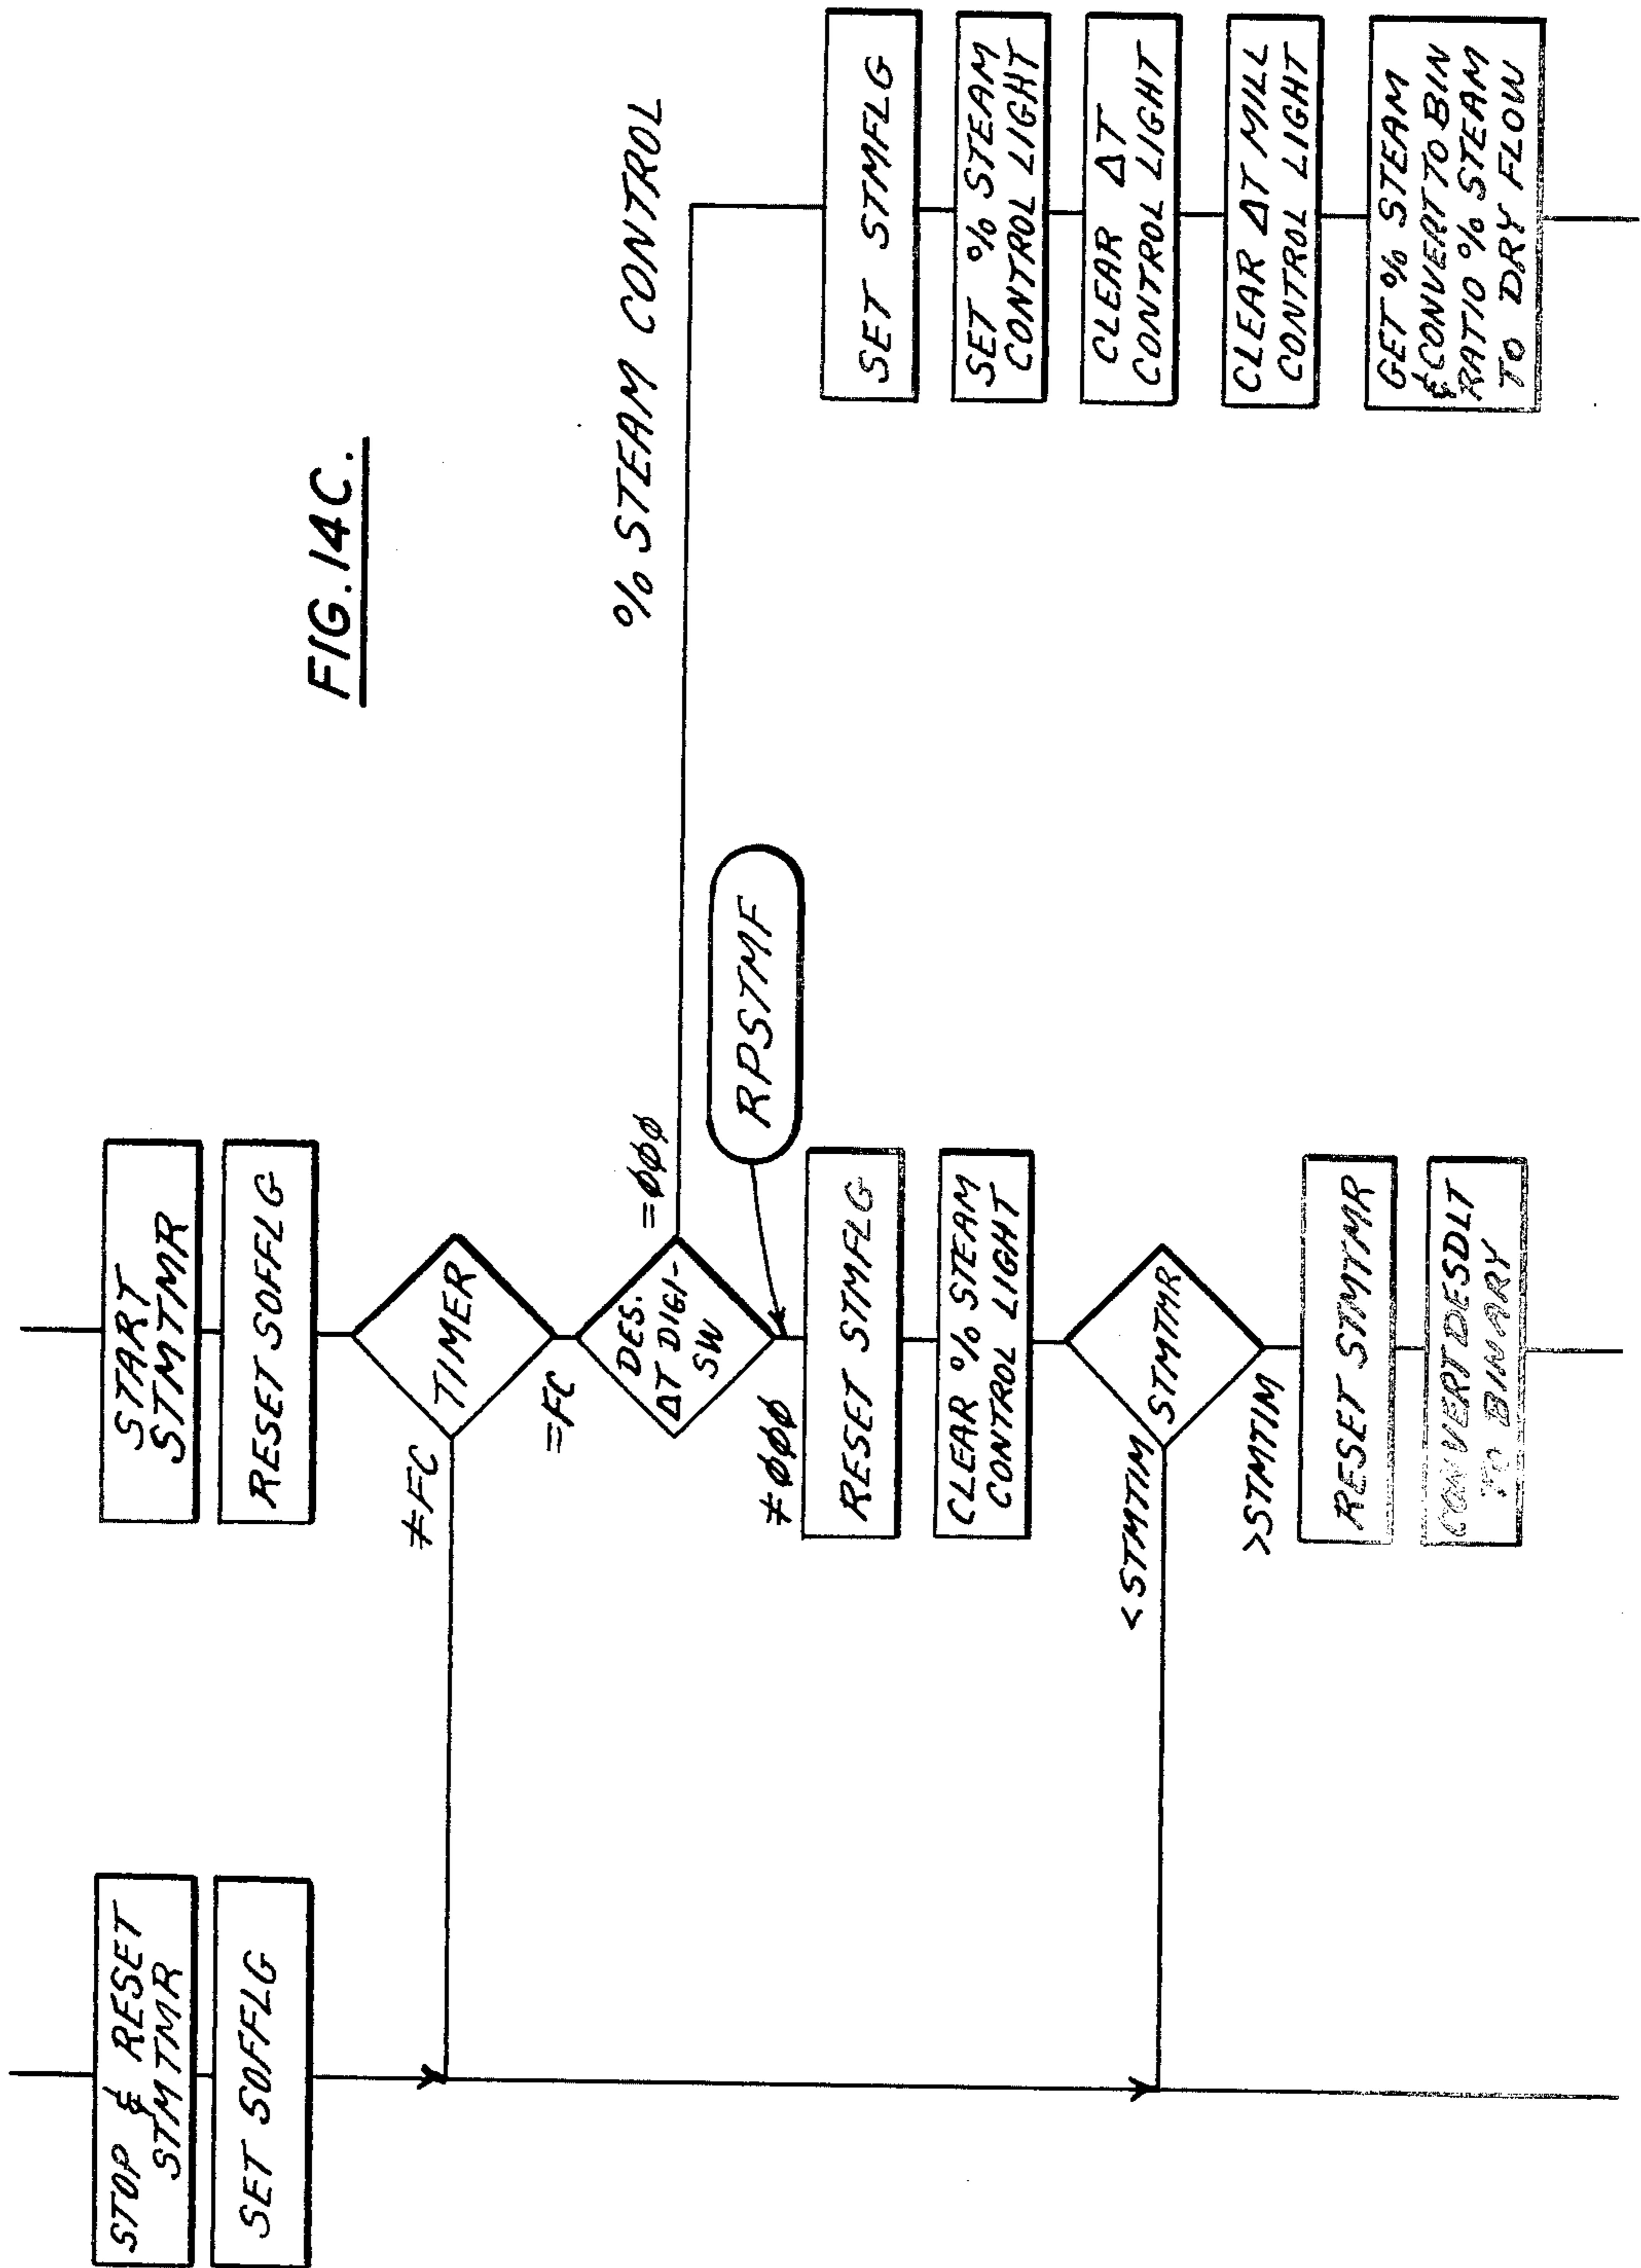 FIG. 14C.
STOP & RESET
STMTMR
SET SOFFLG
START
STMTMR
RESET SOFFLG
TIMER
≠FC
=FC
DES.
ΔT DIGI-
SW
=ØØØ
≠ØØØ
% STEAM CONTROL
RPSTMF
RESET STMFLG
CLEAR % STEAM
CONTROL LIGHT
STMTMR
<STMTIM
>STMTIM
RESET STMTMR
CONVERT DESDLT
TO BINARY
SET STMFLG
SET % STEAM
CONTROL LIGHT
CLEAR ΔT
CONTROL LIGHT
CLEAR ΔT MILL
CONTROL LIGHT
GET % STEAM
& CONVERT TO BIN
RATIO % STEAM
TO DRY FLOW